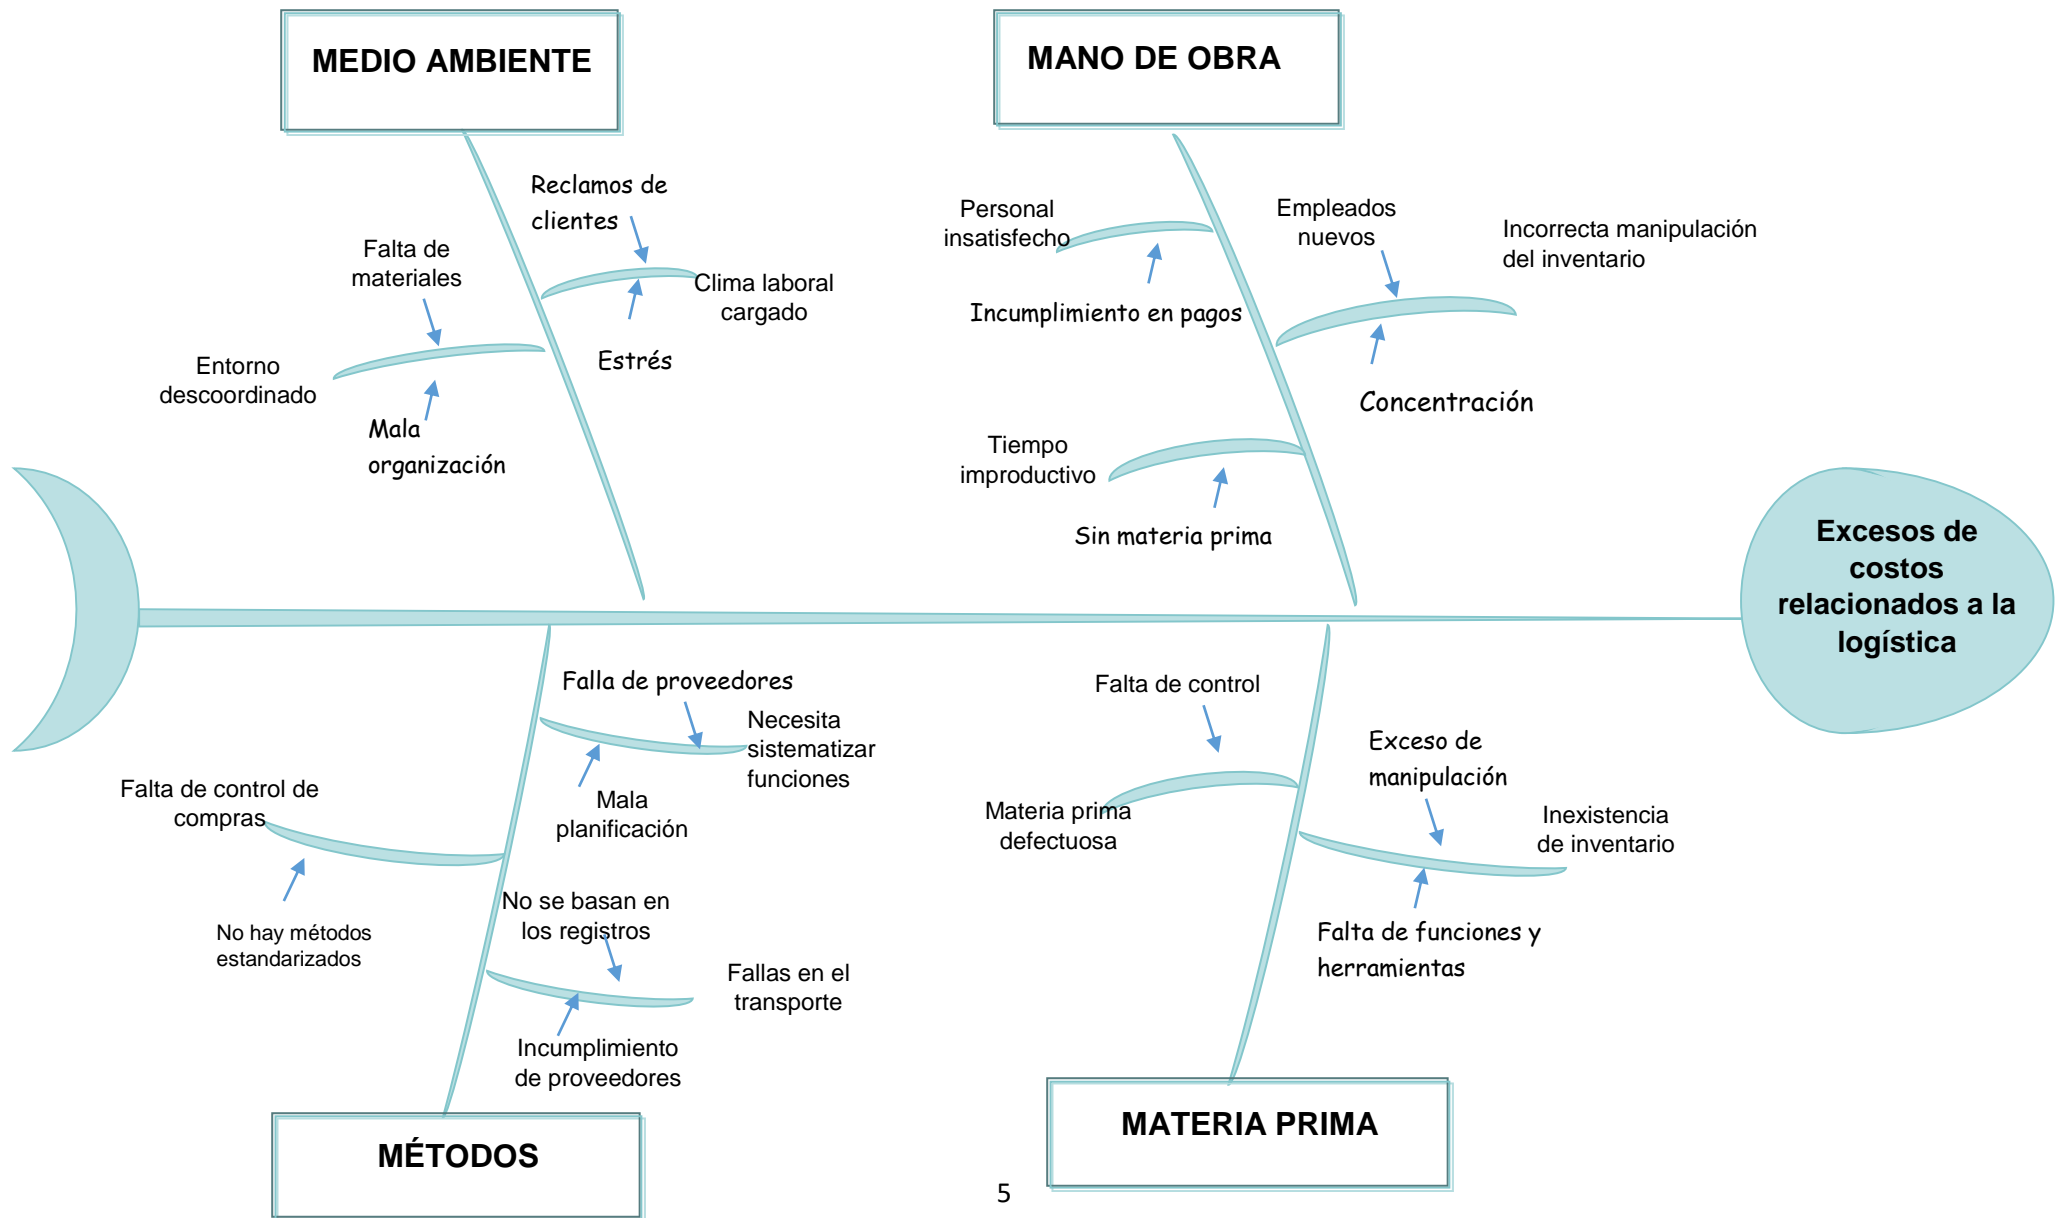 MEDIO AMBIENTE
MANO DE OBRA
Reclamos de
clientes
Falta de
materiales
Clima laboral
cargado
Estrés
Entorno
descoordinado
Mala
organización
Personal
insatisfecho
Empleados
nuevos
Incorrecta manipulación
del inventario
Incumplimiento en pagos
Concentración
Tiempo
improductivo
Sin materia prima
Excesos de
costos
relacionados a la
logística
Falla de proveedores
Necesita
sistematizar
funciones
Mala
planificación
Falta de control de
compras
No hay métodos
estandarizados
No se basan en
los registros
Fallas en el
transporte
Incumplimiento
de proveedores
MÉTODOS
Falta de control
Materia prima
defectuosa
Exceso de
manipulación
Inexistencia
de inventario
Falta de funciones y
herramientas
MATERIA PRIMA
5